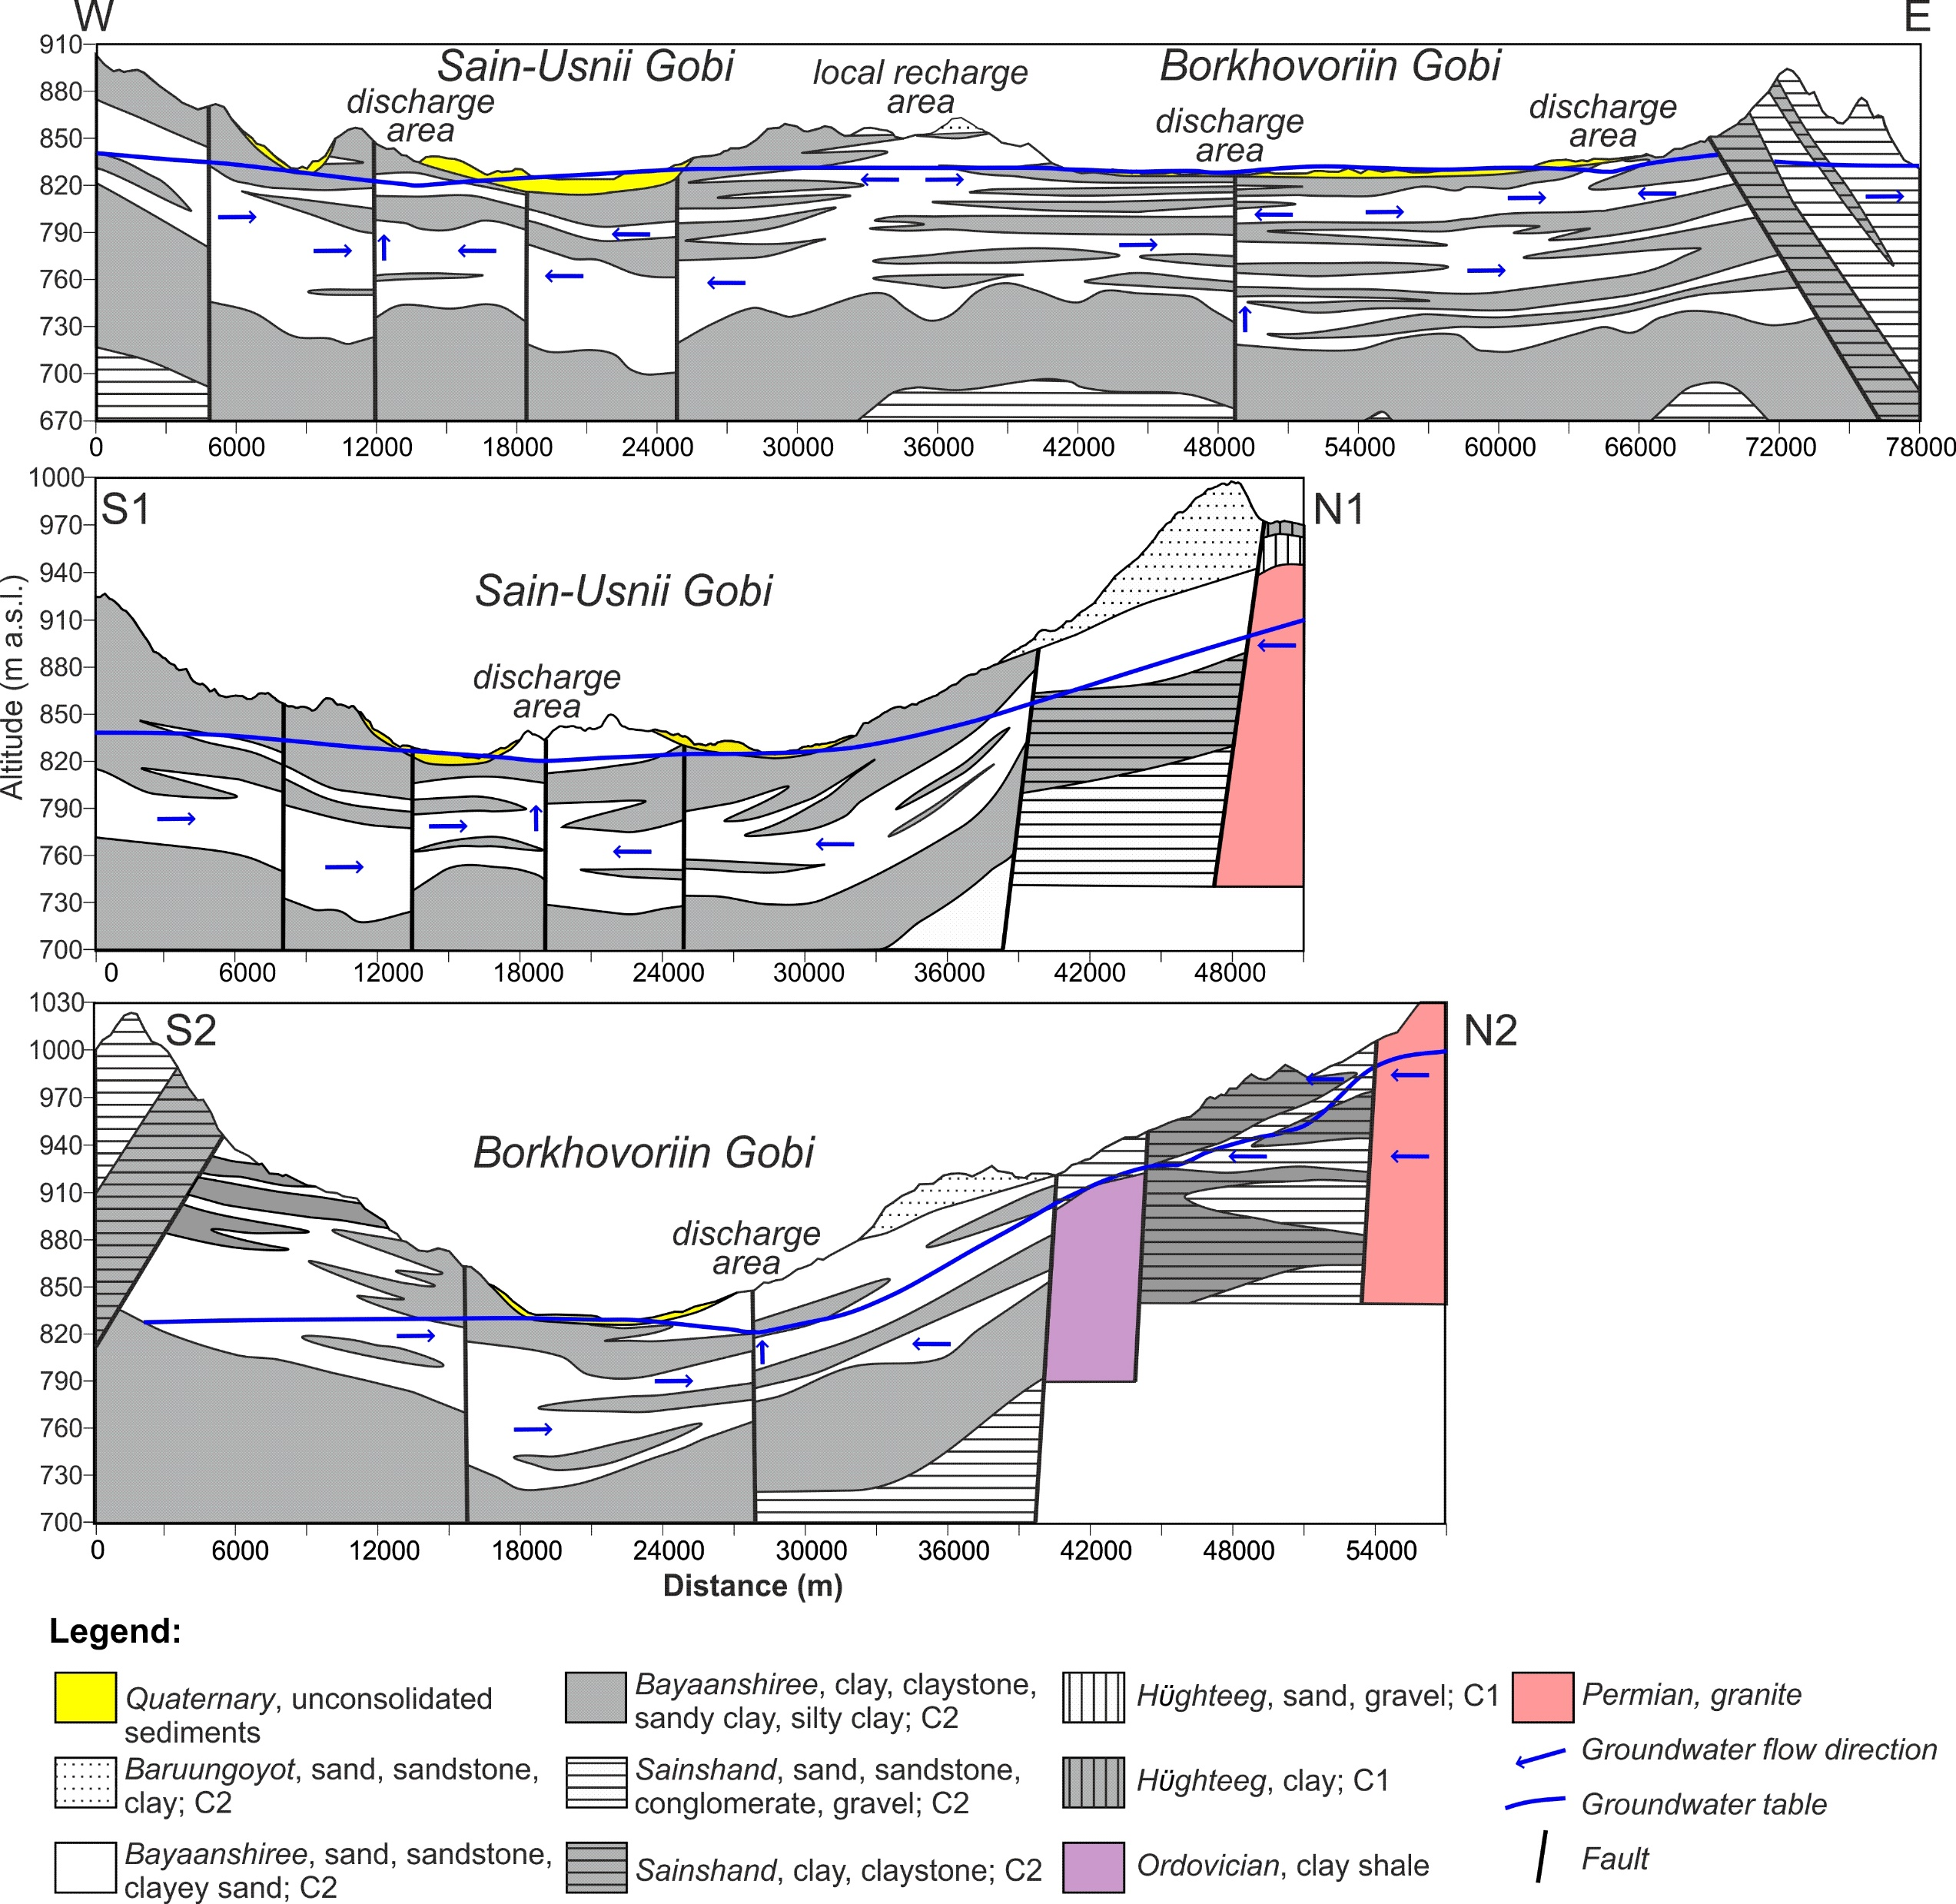 W
E
910
880
850
820
790
760
730
700
670
Sain-Usnii Gobi
Borkhovoriin Gobi
discharge
area
local recharge
area
discharge
area
discharge
area
0 6000 12000 18000 24000 30000 36000 42000 48000 54000 60000 66000 72000 78000
1000
970
940
910
880
850
820
790
760
730
700
Altitude (m a.s.l.)
S1
N1
Sain-Usnii Gobi
discharge
area
0 6000 12000 18000 24000 30000 36000 42000 48000
1030
1000
970
940
910
880
850
820
790
760
730
700
S2
N2
Borkhovoriin Gobi
discharge
area
0 6000 12000 18000 24000 30000 36000 42000 48000 54000
Distance (m)
Legend:
Quaternary, unconsolidated
sediments
Baruungoyot, sand, sandstone,
clay; C2
Bayaanshiree, sand, sandstone,
clayey sand; C2
Bayaanshiree, clay, claystone,
sandy clay, silty clay; C2
Sainshand, sand, sandstone,
conglomerate, gravel; C2
Sainshand, clay, claystone; C2
Hüghteeg, sand, gravel; C1
Hüghteeg, clay; C1
Ordovician, clay shale
Permian, granite
Groundwater flow direction
Groundwater table
Fault